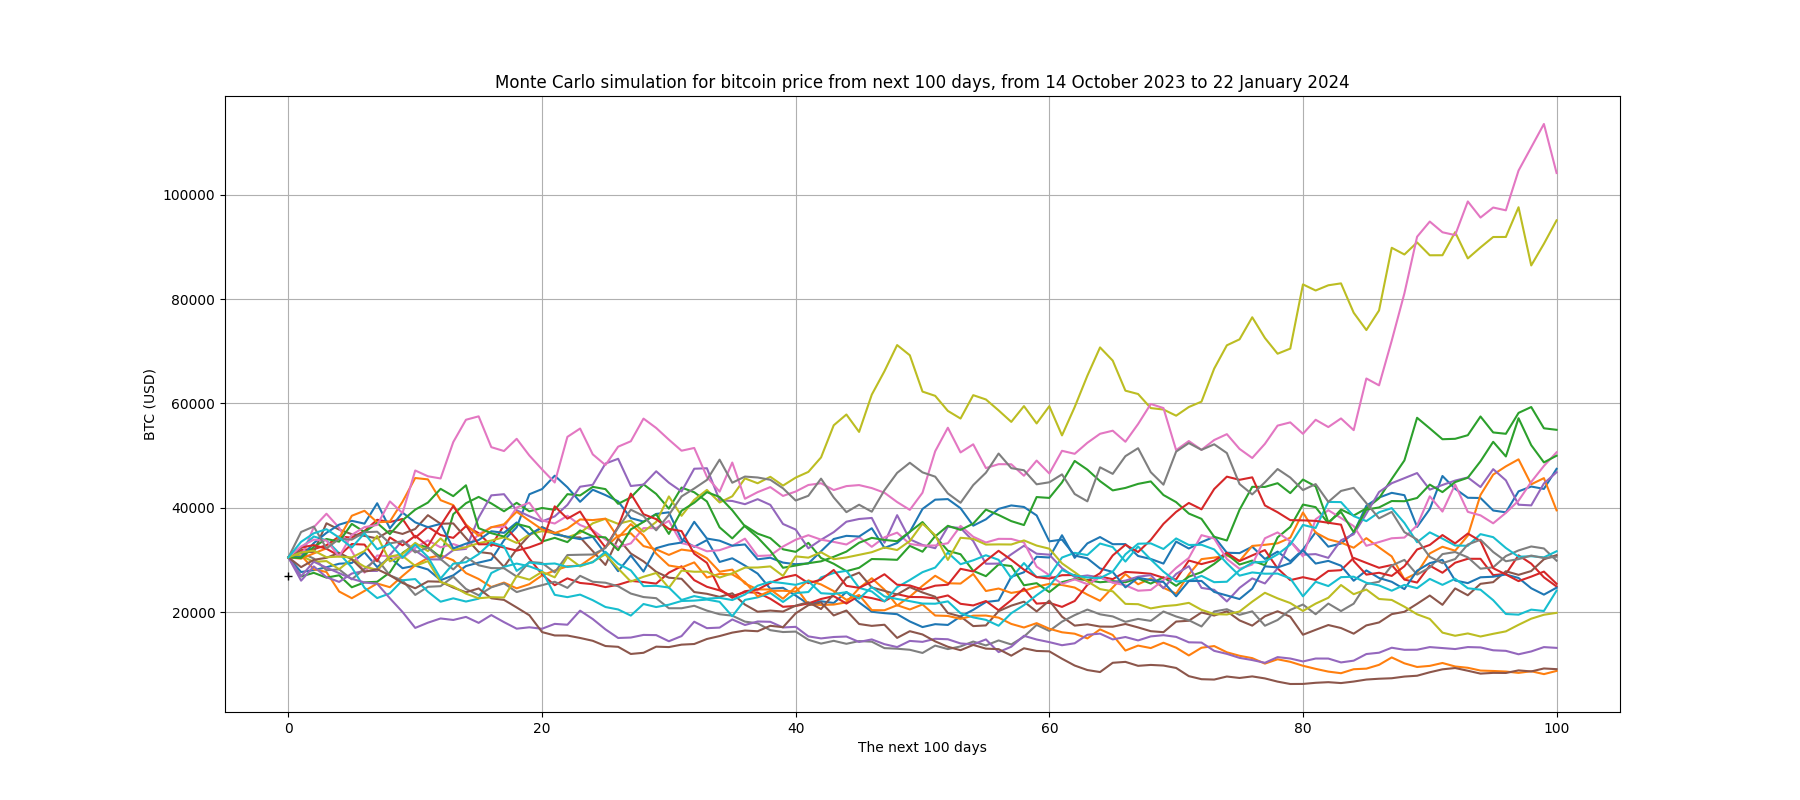 Monte Carlo simulation for bitcoin price from next 100 days, from 14 October 2023 to 22 January 2024
100000
80000
60000
40000
20000
BTC (USD)
0 20 40 60 80 100
The next 100 days